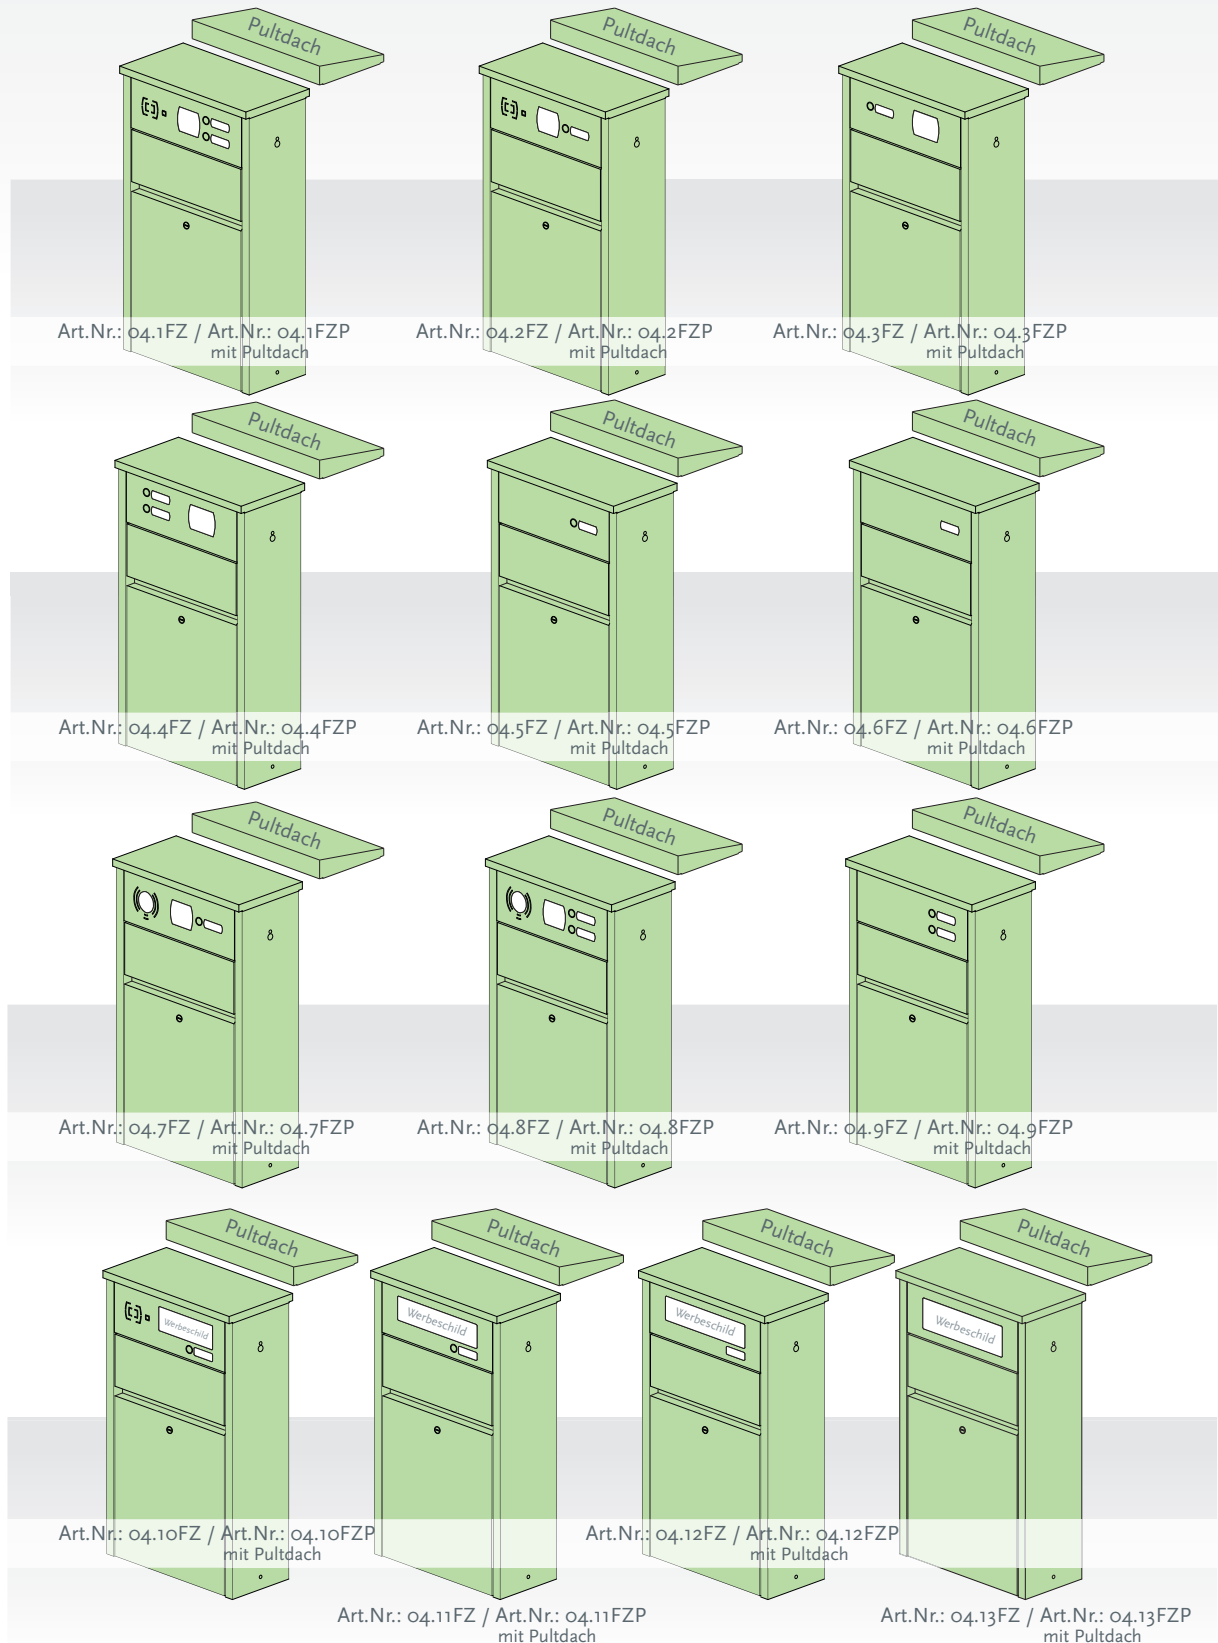 Pultdach
Pultdach
Pultdach
Art.Nr.: 04.1FZ / Art.Nr.: 04.1FZP
mit Pultdach
Art.Nr.: 04.2FZ / Art.Nr.: 04.2FZP
mit Pultdach
Art.Nr.: 04.3FZ / Art.Nr.: 04.3FZP
mit Pultdach
Pultdach
Pultdach
Pultdach
Art.Nr.: 04.4FZ / Art.Nr.: 04.4FZP
mit Pultdach
Art.Nr.: 04.5FZ / Art.Nr.: 04.5FZP
mit Pultdach
Art.Nr.: 04.6FZ / Art.Nr.: 04.6FZP
mit Pultdach
Pultdach
Pultdach
Pultdach
Art.Nr.: 04.7FZ / Art.Nr.: 04.7FZP
mit Pultdach
Art.Nr.: 04.8FZ / Art.Nr.: 04.8FZP
mit Pultdach
Art.Nr.: 04.9FZ / Art.Nr.: 04.9FZP
mit Pultdach
Pultdach
Pultdach
Pultdach
Pultdach
Werbeschild
Werbeschild
Werbeschild
Werbeschild
Art.Nr.: 04.10FZ / Art.Nr.: 04.10FZP
mit Pultdach
Art.Nr.: 04.12FZ / Art.Nr.: 04.12FZP
mit Pultdach
Art.Nr.: 04.11FZ / Art.Nr.: 04.11FZP
mit Pultdach
Art.Nr.: 04.13FZ / Art.Nr.: 04.13FZP
mit Pultdach